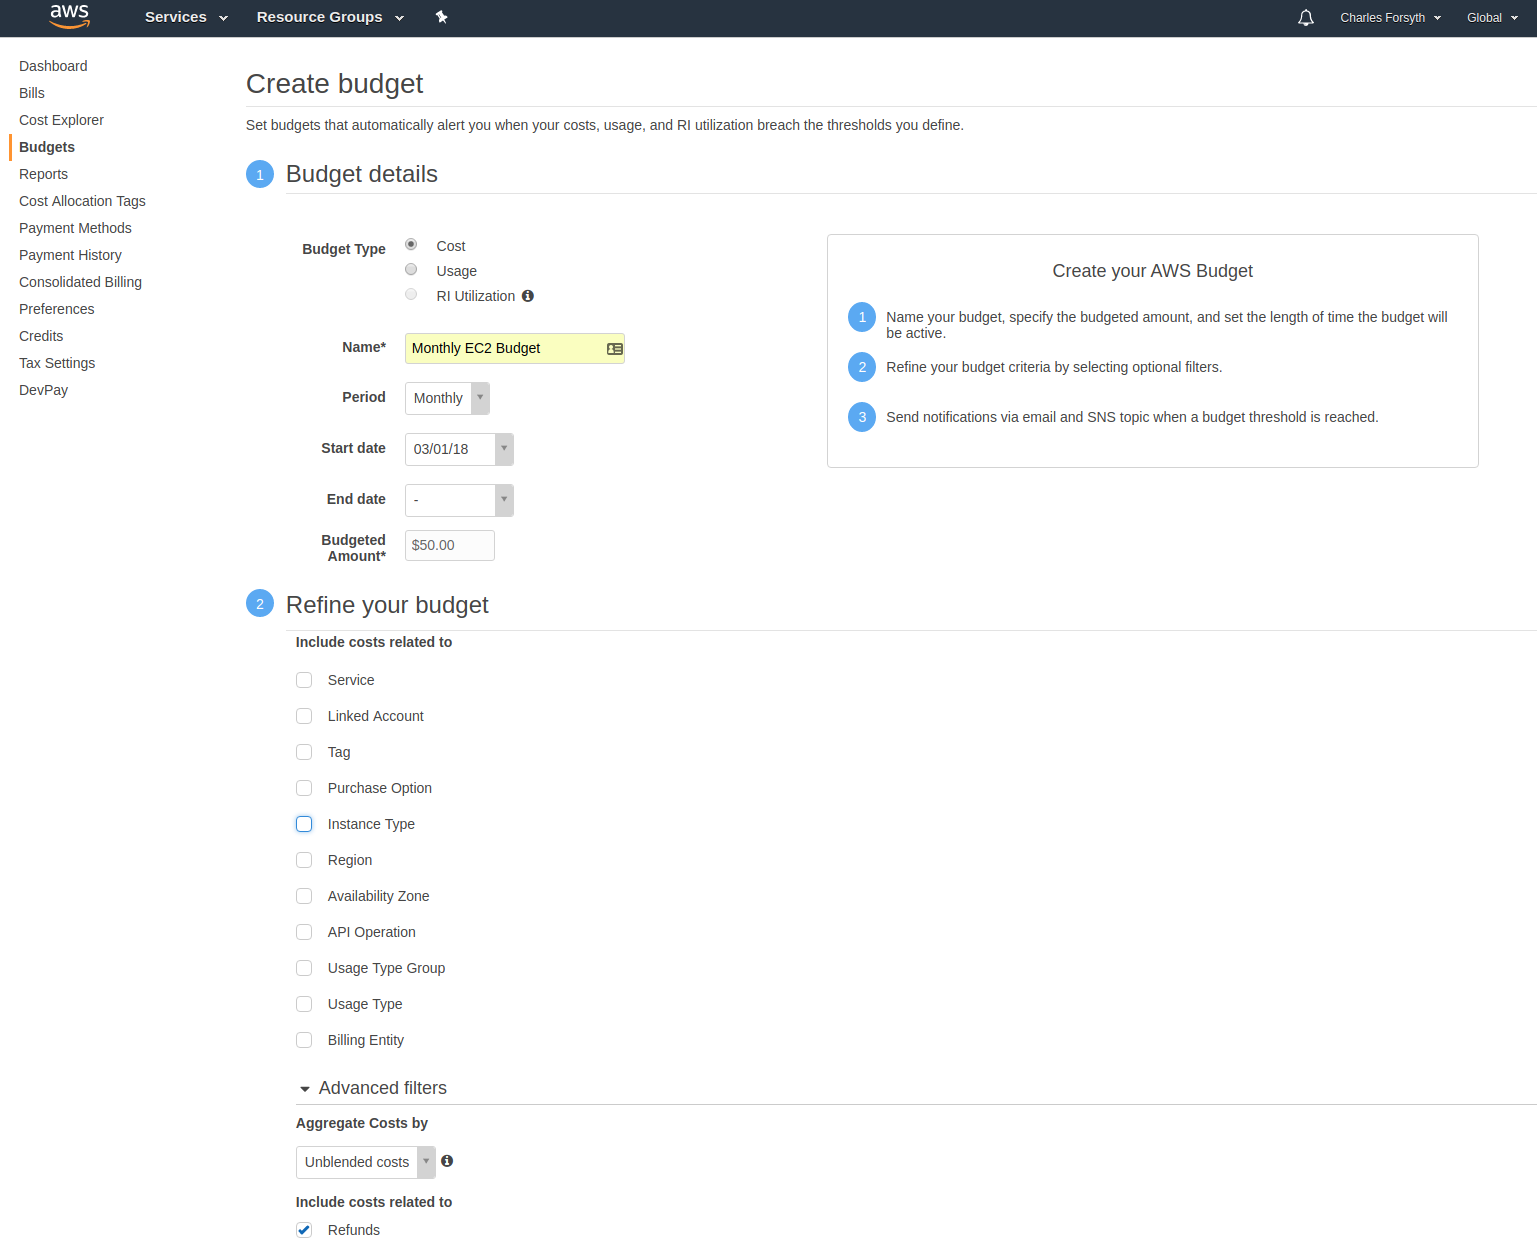 aws
Services
Resource Groups
Charles Forsyth
Global
Dashboard
Bills
Cost Explorer
Budgets
Reports
Cost Allocation Tags
Payment Methods
Payment History
Consolidated Billing
Preferences
Credits
Tax Settings
DevPay
Create budget
Set budgets that automatically alert you when your costs, usage, and RI utilization breach the thresholds you define.
1 Budget details
Budget Type
Cost
Usage
RI Utilization
Name* Monthly EC2 Budget
Period Monthly
Start date 03/01/18
End date -
Budgeted
Amount*
$50.00
Create your AWS Budget
1 Name your budget, specify the budgeted amount, and set the length of time the budget will
be active.
2 Refine your budget criteria by selecting optional filters.
3 Send notifications via email and SNS topic when a budget threshold is reached.
2 Refine your budget
Include costs related to
Service
Linked Account
Tag
Purchase Option
Instance Type
Region
Availability Zone
API Operation
Usage Type Group
Usage Type
Billing Entity
Advanced filters
Aggregate Costs by
Unblended costs
Include costs related to
Refunds